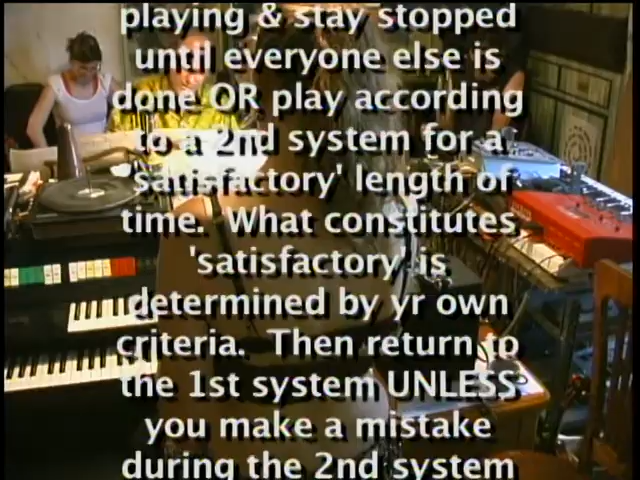 playing & stay stopped
until everyone else is
done OR play according
to a 2nd system for a
'satisfactory' length of
time.  What constitutes
'satisfactory' is
determined by yr own
criteria.  Then return to
the 1st system UNLESS
you make a mistake
during the 2nd system